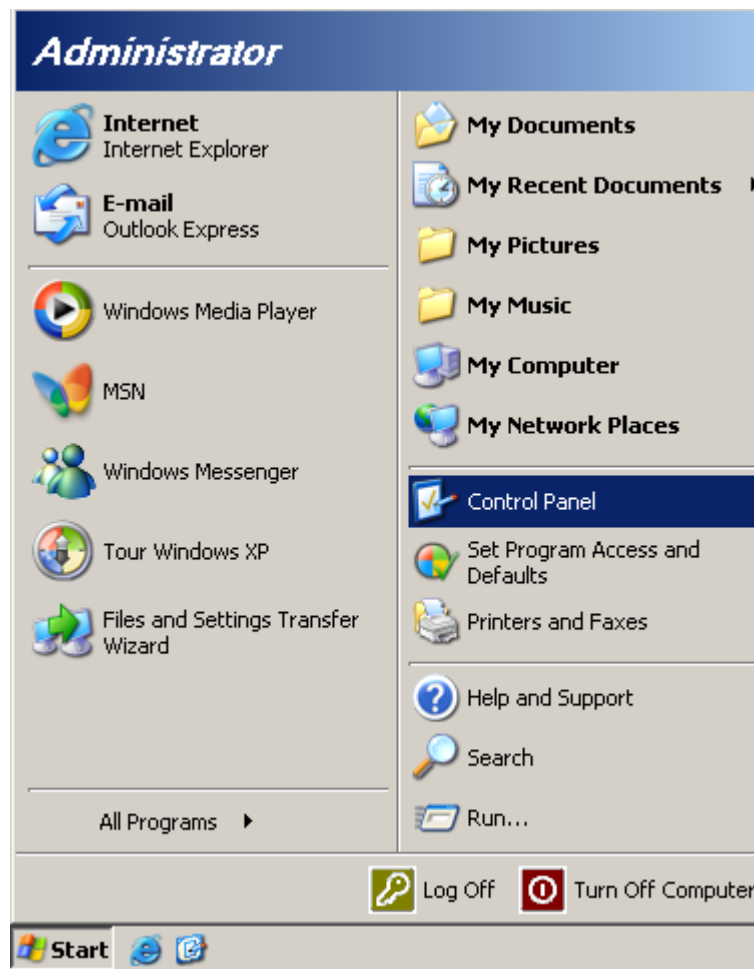 Administrator
Internet
Internet Explorer
E-mail
Outlook Express
Windows Media Player
MSN
Windows Messenger
Tour Windows XP
Files and Settings Transfer
Wizard
All Programs
My Documents
My Recent Documents
My Pictures
My Music
My Computer
My Network Places
Control Panel
Set Program Access and
Defaults
Printers and Faxes
Help and Support
Search
Run...
Log Off
Turn Off Computer
Start